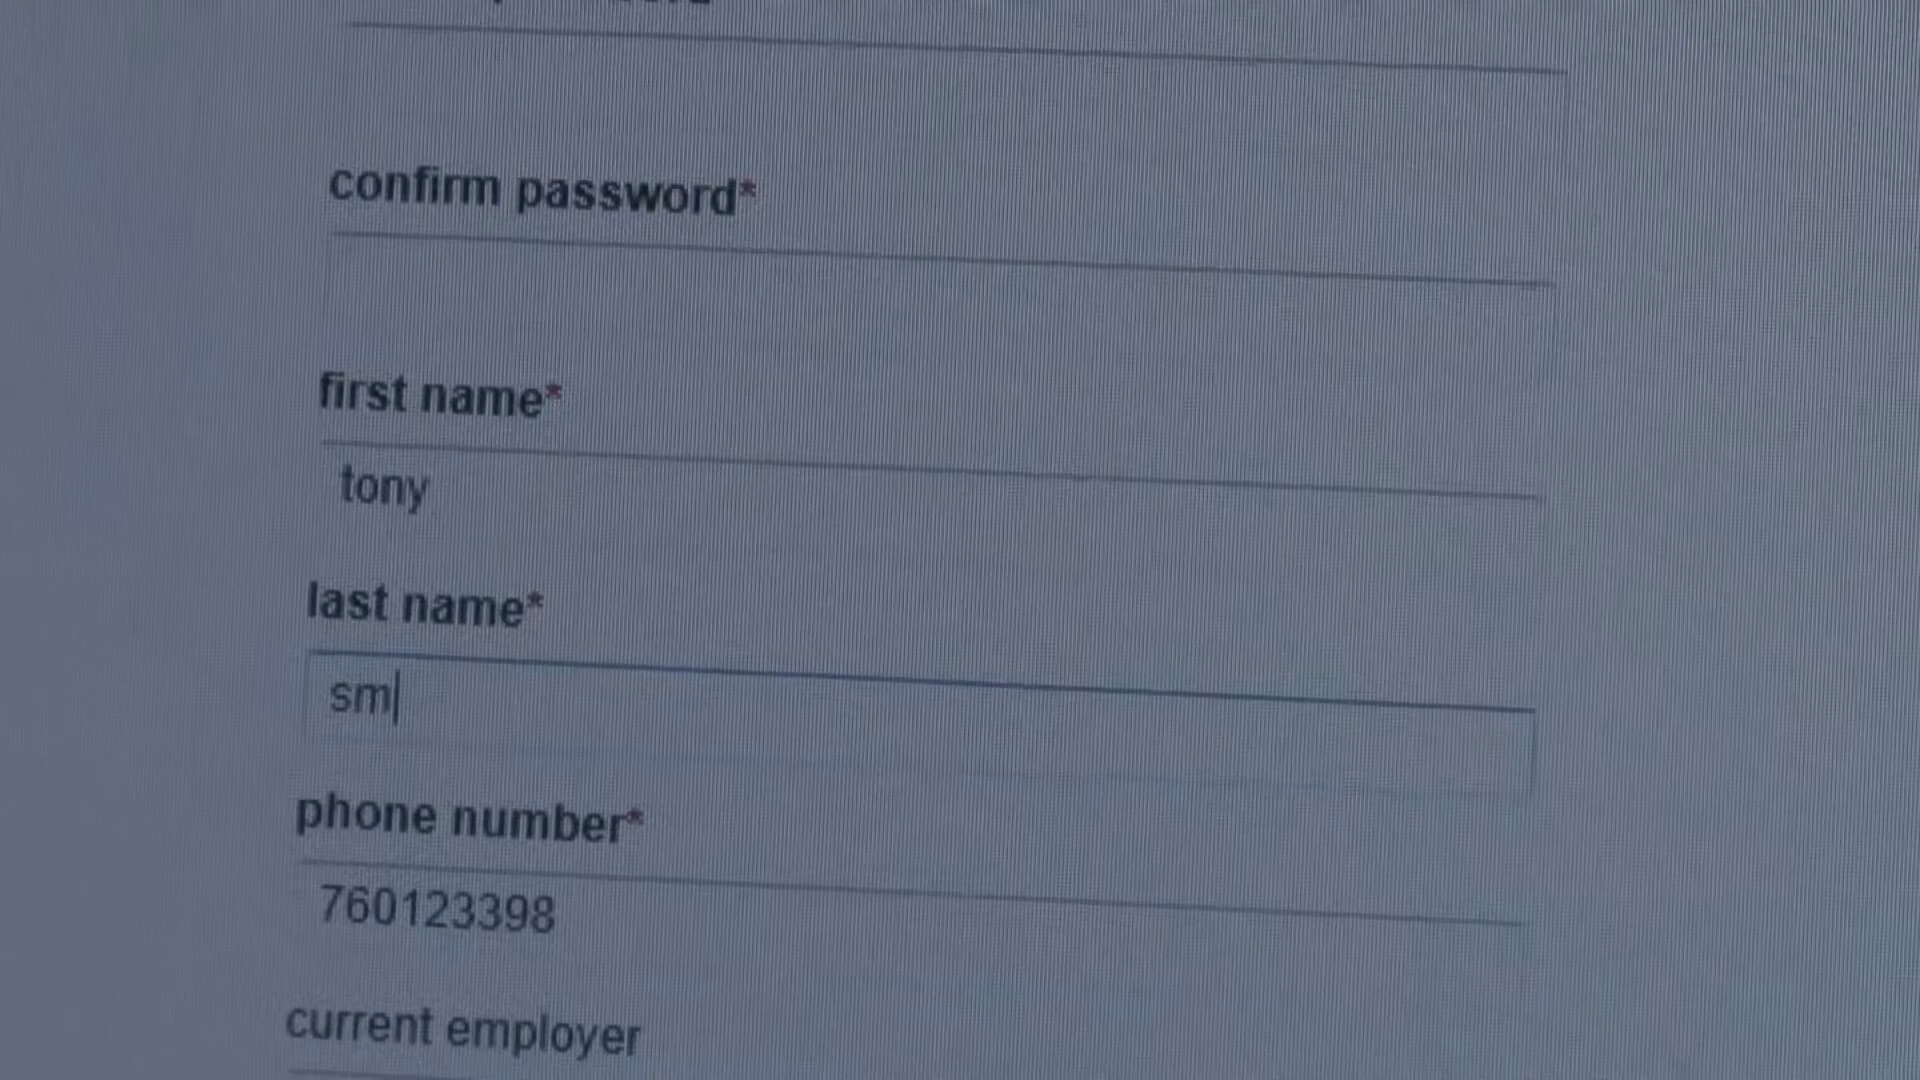 confirm password*
first name*
tony
last name*
sm
phone number*
760123398
current employer